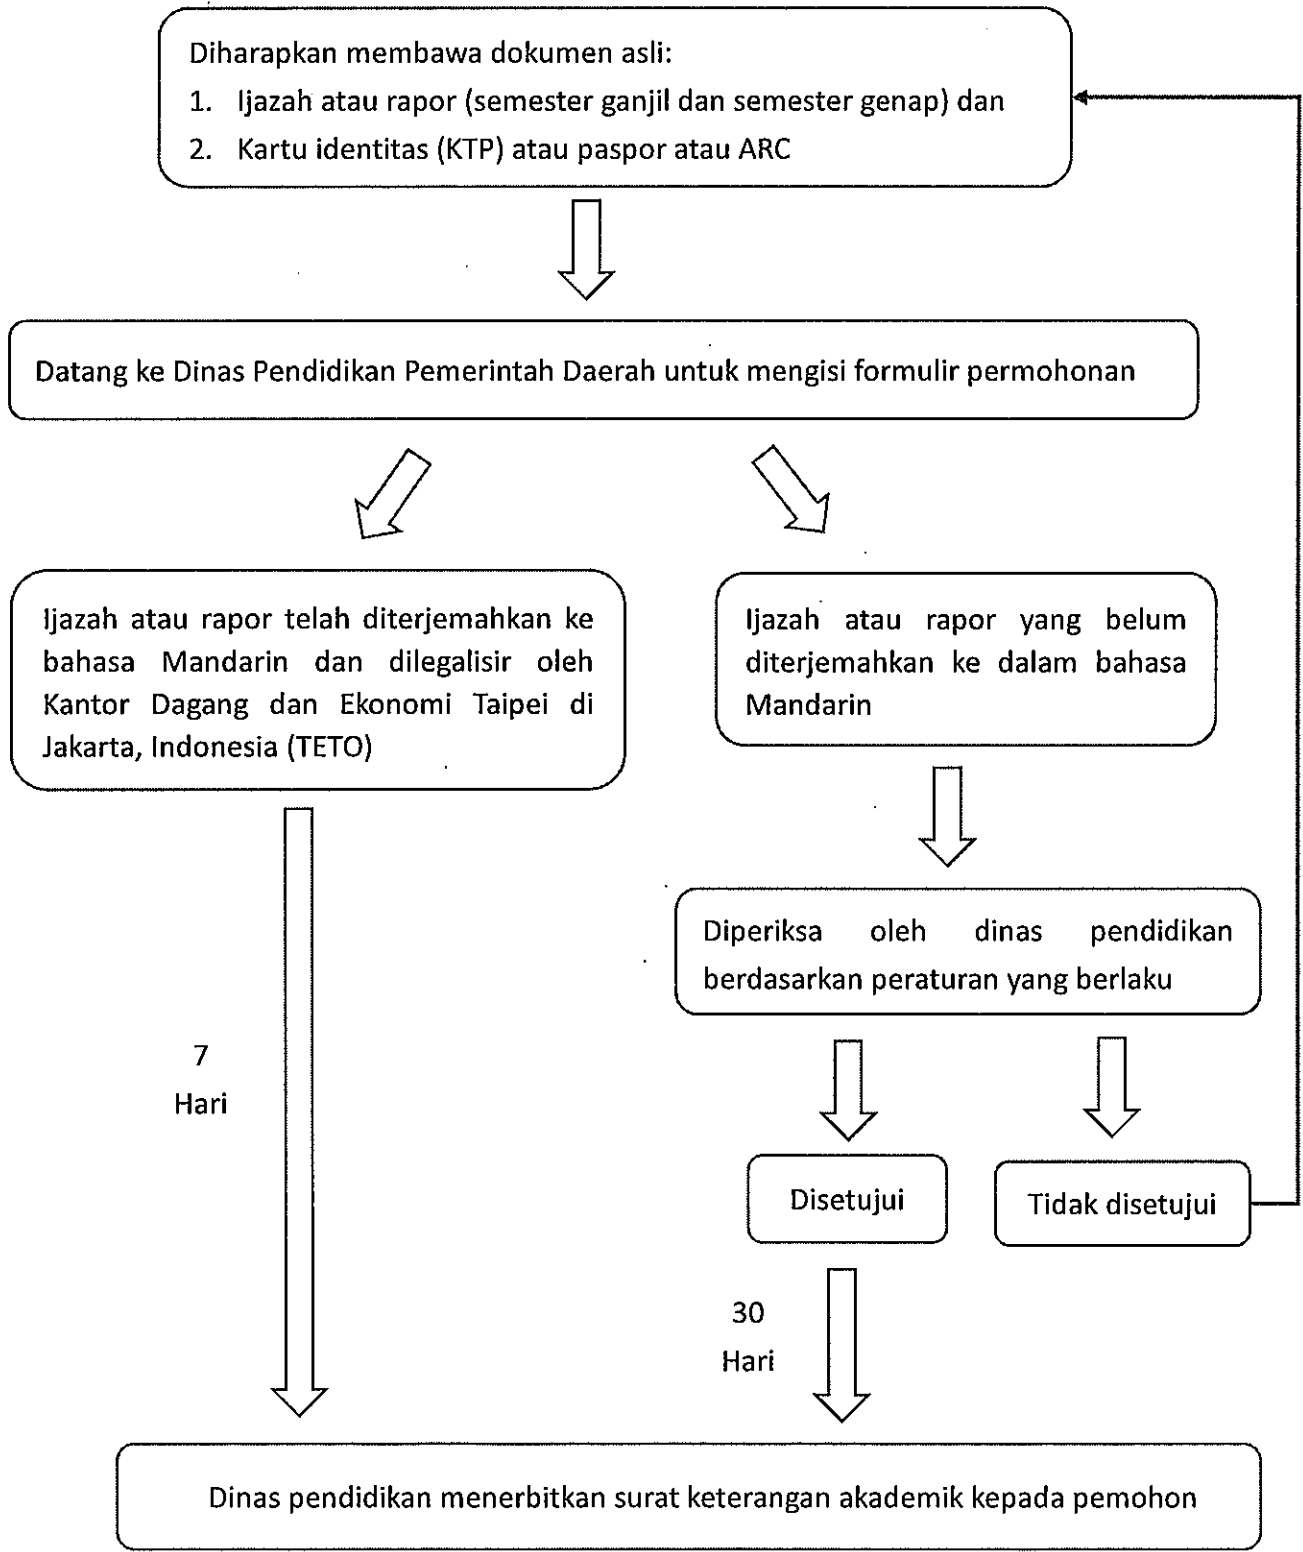 Diharapkan membawa dokumen asli:
1. Ijazah atau rapor (semester ganjil dan semester genap) dan
2. Kartu identitas (KTP) atau paspor atau ARC
Datang ke Dinas Pendidikan Pemerintah Daerah untuk mengisi formulir permohonan
Ijazah atau rapor telah diterjemahkan ke
bahasa Mandarin dan dilegalisir oleh
Kantor Dagang dan Ekonomi Taipei di
Jakarta, Indonesia (TETO)
Ijazah atau rapor yang belum
diterjemahkan ke dalam bahasa
Mandarin
Diperiksa oleh dinas pendidikan
berdasarkan peraturan yang berlaku
7
Hari
Disetujui
Tidak disetujui
30
Hari
Dinas pendidikan menerbitkan surat keterangan akademik kepada pemohon